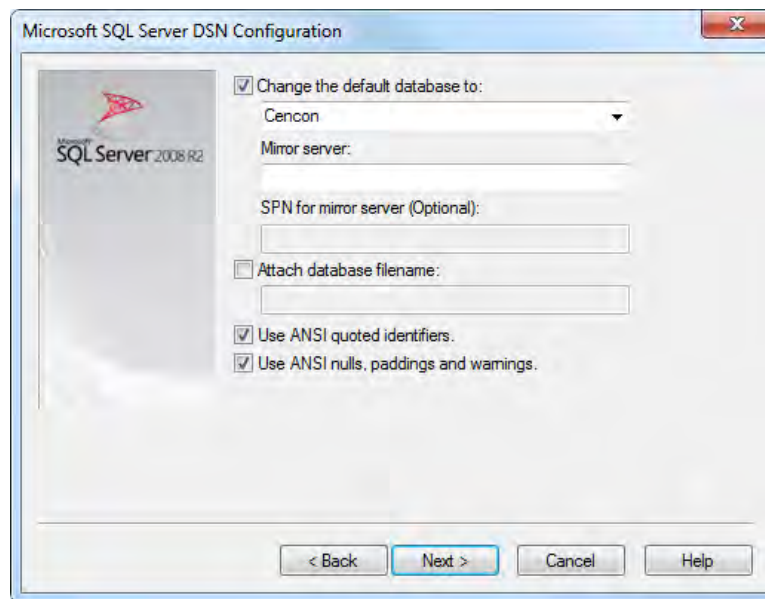 Microsoft SQL Server DSN Configuration
Change the default database to:
Cencon
Mirror server:
Microsoft
SQL Server 2008 R2
SPN for mirror server (Optional):
Attach database filename:
Use ANSI quoted identifiers.
Use ANSI nulls, paddings and warnings.
< Back
Next >
Cancel
Help